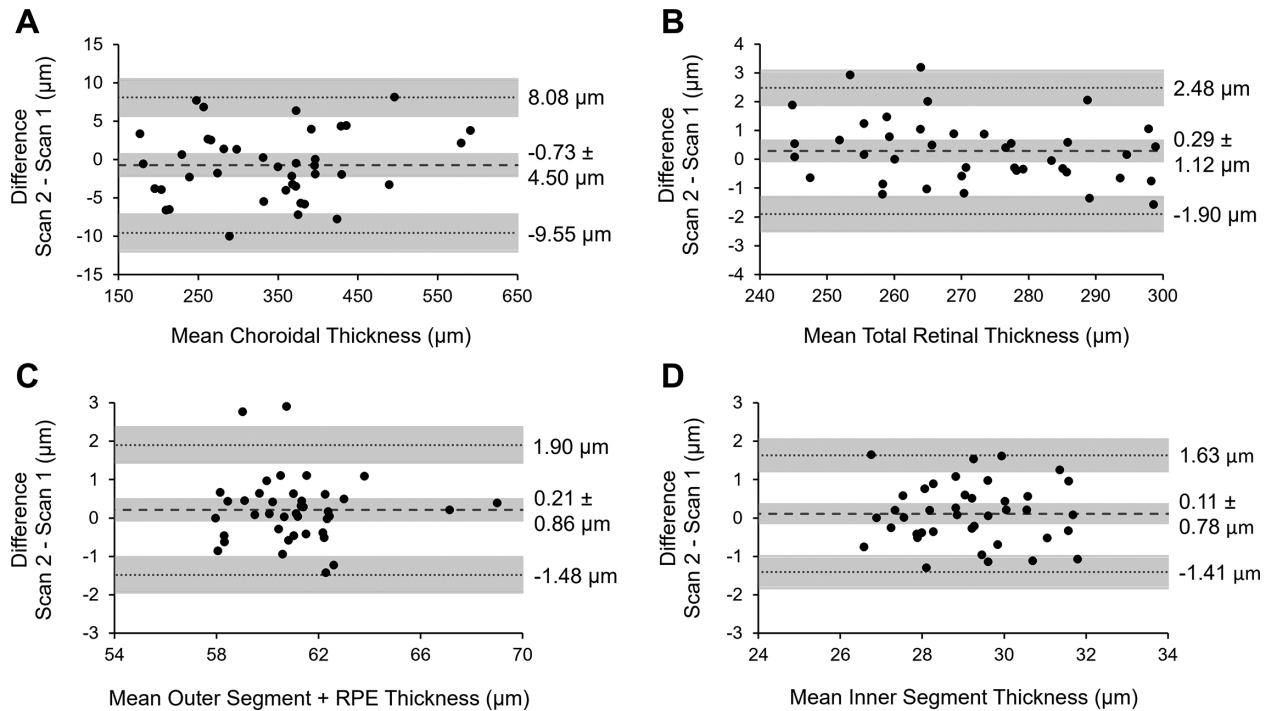 A
Difference
Scan 2 - Scan 1 (µm)
15
10
5
0
-5
-10
-15
8.08 µm
-0.73 ±
4.50 µm
-9.55 µm
150
250
350
450
550
650
Mean Choroidal Thickness (µm)
B
Difference
Scan 2 - Scan 1 (µm)
4
3
2
1
0
-1
-2
-3
-4
2.48 µm
0.29 ±
1.12 µm
-1.90 µm
240
250
260
270
280
290
300
Mean Total Retinal Thickness (µm)
C
Difference
Scan 2 - Scan 1 (µm)
3
2
1
0
-1
-2
-3
1.90 µm
0.21 ±
0.86 µm
-1.48 µm
54
58
62
66
70
Mean Outer Segment + RPE Thickness (µm)
D
Difference
Scan 2 - Scan 1 (µm)
3
2
1
0
-1
-2
-3
1.63 µm
0.11 ±
0.78 µm
-1.41 µm
24
26
28
30
32
34
Mean Inner Segment Thickness (µm)